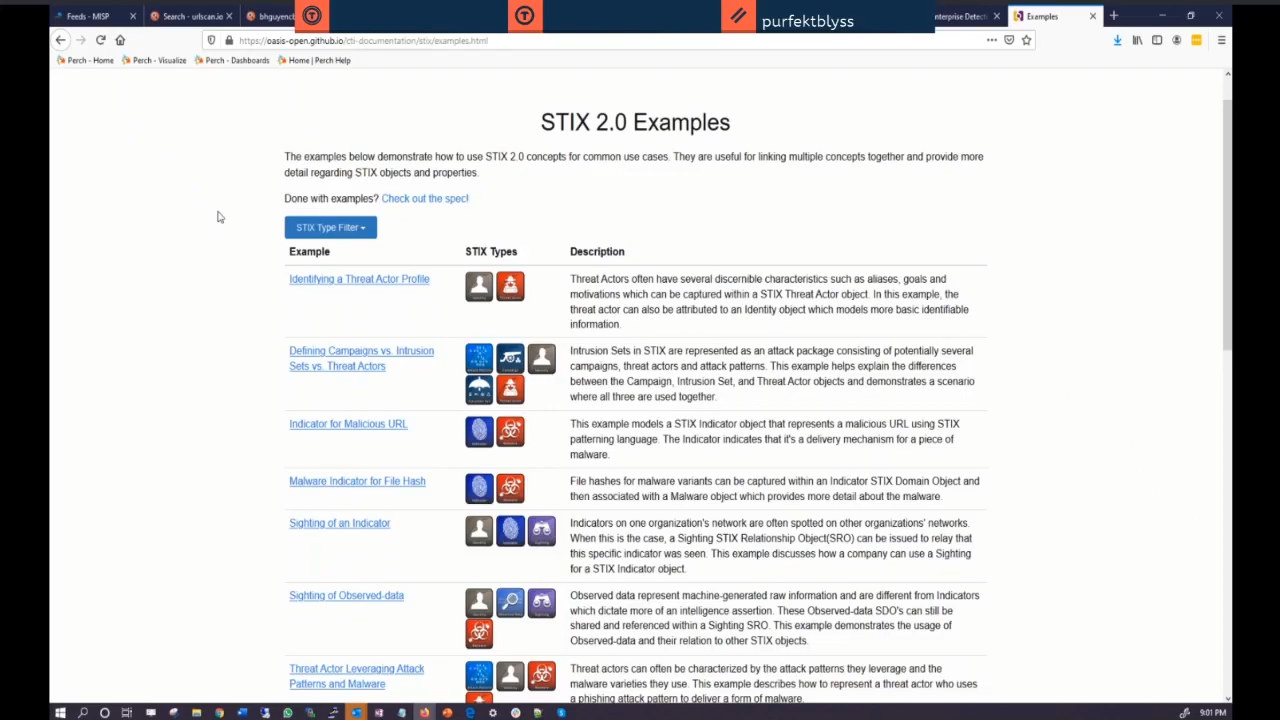 Feeds - MISP
Search - urlscan.io
bhguyencb
purfektblyss
nterprise Detect
Examples
https://oasis-open.github.io/cti-documentation/stix/examples.html
Perch - Home
Perch - Visualize
Perch - Dashboards
Home | Perch Help
STIX 2.0 Examples
The examples below demonstrate how to use STIX 2.0 concepts for common use cases. They are useful for linking multiple concepts together and provide more
detail regarding STIX objects and properties.
Done with examples? Check out the spec!
STIX Type Filter
Example STIX Types Description
Identifying a Threat Actor Profile
Threat Actors often have several discernible characteristics such as aliases, goals and
motivations which can be captured within a STIX Threat Actor object. In this example, the
threat actor can also be attributed to an Identity object which models more basic identifiable
information.
Defining Campaigns vs. Intrusion
Sets vs. Threat Actors
Intrusion Sets in STIX are represented as an attack package consisting of potentially several
campaigns, threat actors and attack patterns. This example helps explain the differences
between the Campaign, Intrusion Set, and Threat Actor objects and demonstrates a scenario
where all three are used together.
Indicator for Malicious URL
This example models a STIX Indicator object that represents a malicious URL using STIX
patterning language. The Indicator indicates that it's a delivery mechanism for a piece of
malware.
Malware Indicator for File Hash
File hashes for malware variants can be captured within an Indicator STIX Domain Object and
then associated with a Malware object which provides more detail about the malware.
Sighting of an Indicator
Indicators on one organization's network are often spotted on other organizations' networks.
When this is the case, a Sighting STIX Relationship Object(SRO) can be issued to relay that
this specific indicator was seen. This example discusses how a company can use a Sighting
for a STIX Indicator object.
Sighting of Observed-data
Observed data represent machine-generated raw information and are different from Indicators
which dictate more of an intelligence assertion. These Observed-data SDO's can still be
shared and referenced within a Sighting SRO. This example demonstrates the usage of
Observed-data and their relation to other STIX objects.
Threat Actor Leveraging Attack
Patterns and Malware
Threat actors can often be characterized by the attack patterns they leverage and the
malware varieties they use. This example describes how to represent a threat actor who uses
a phishing attack pattern to deliver a form of malware.
9:01 PM